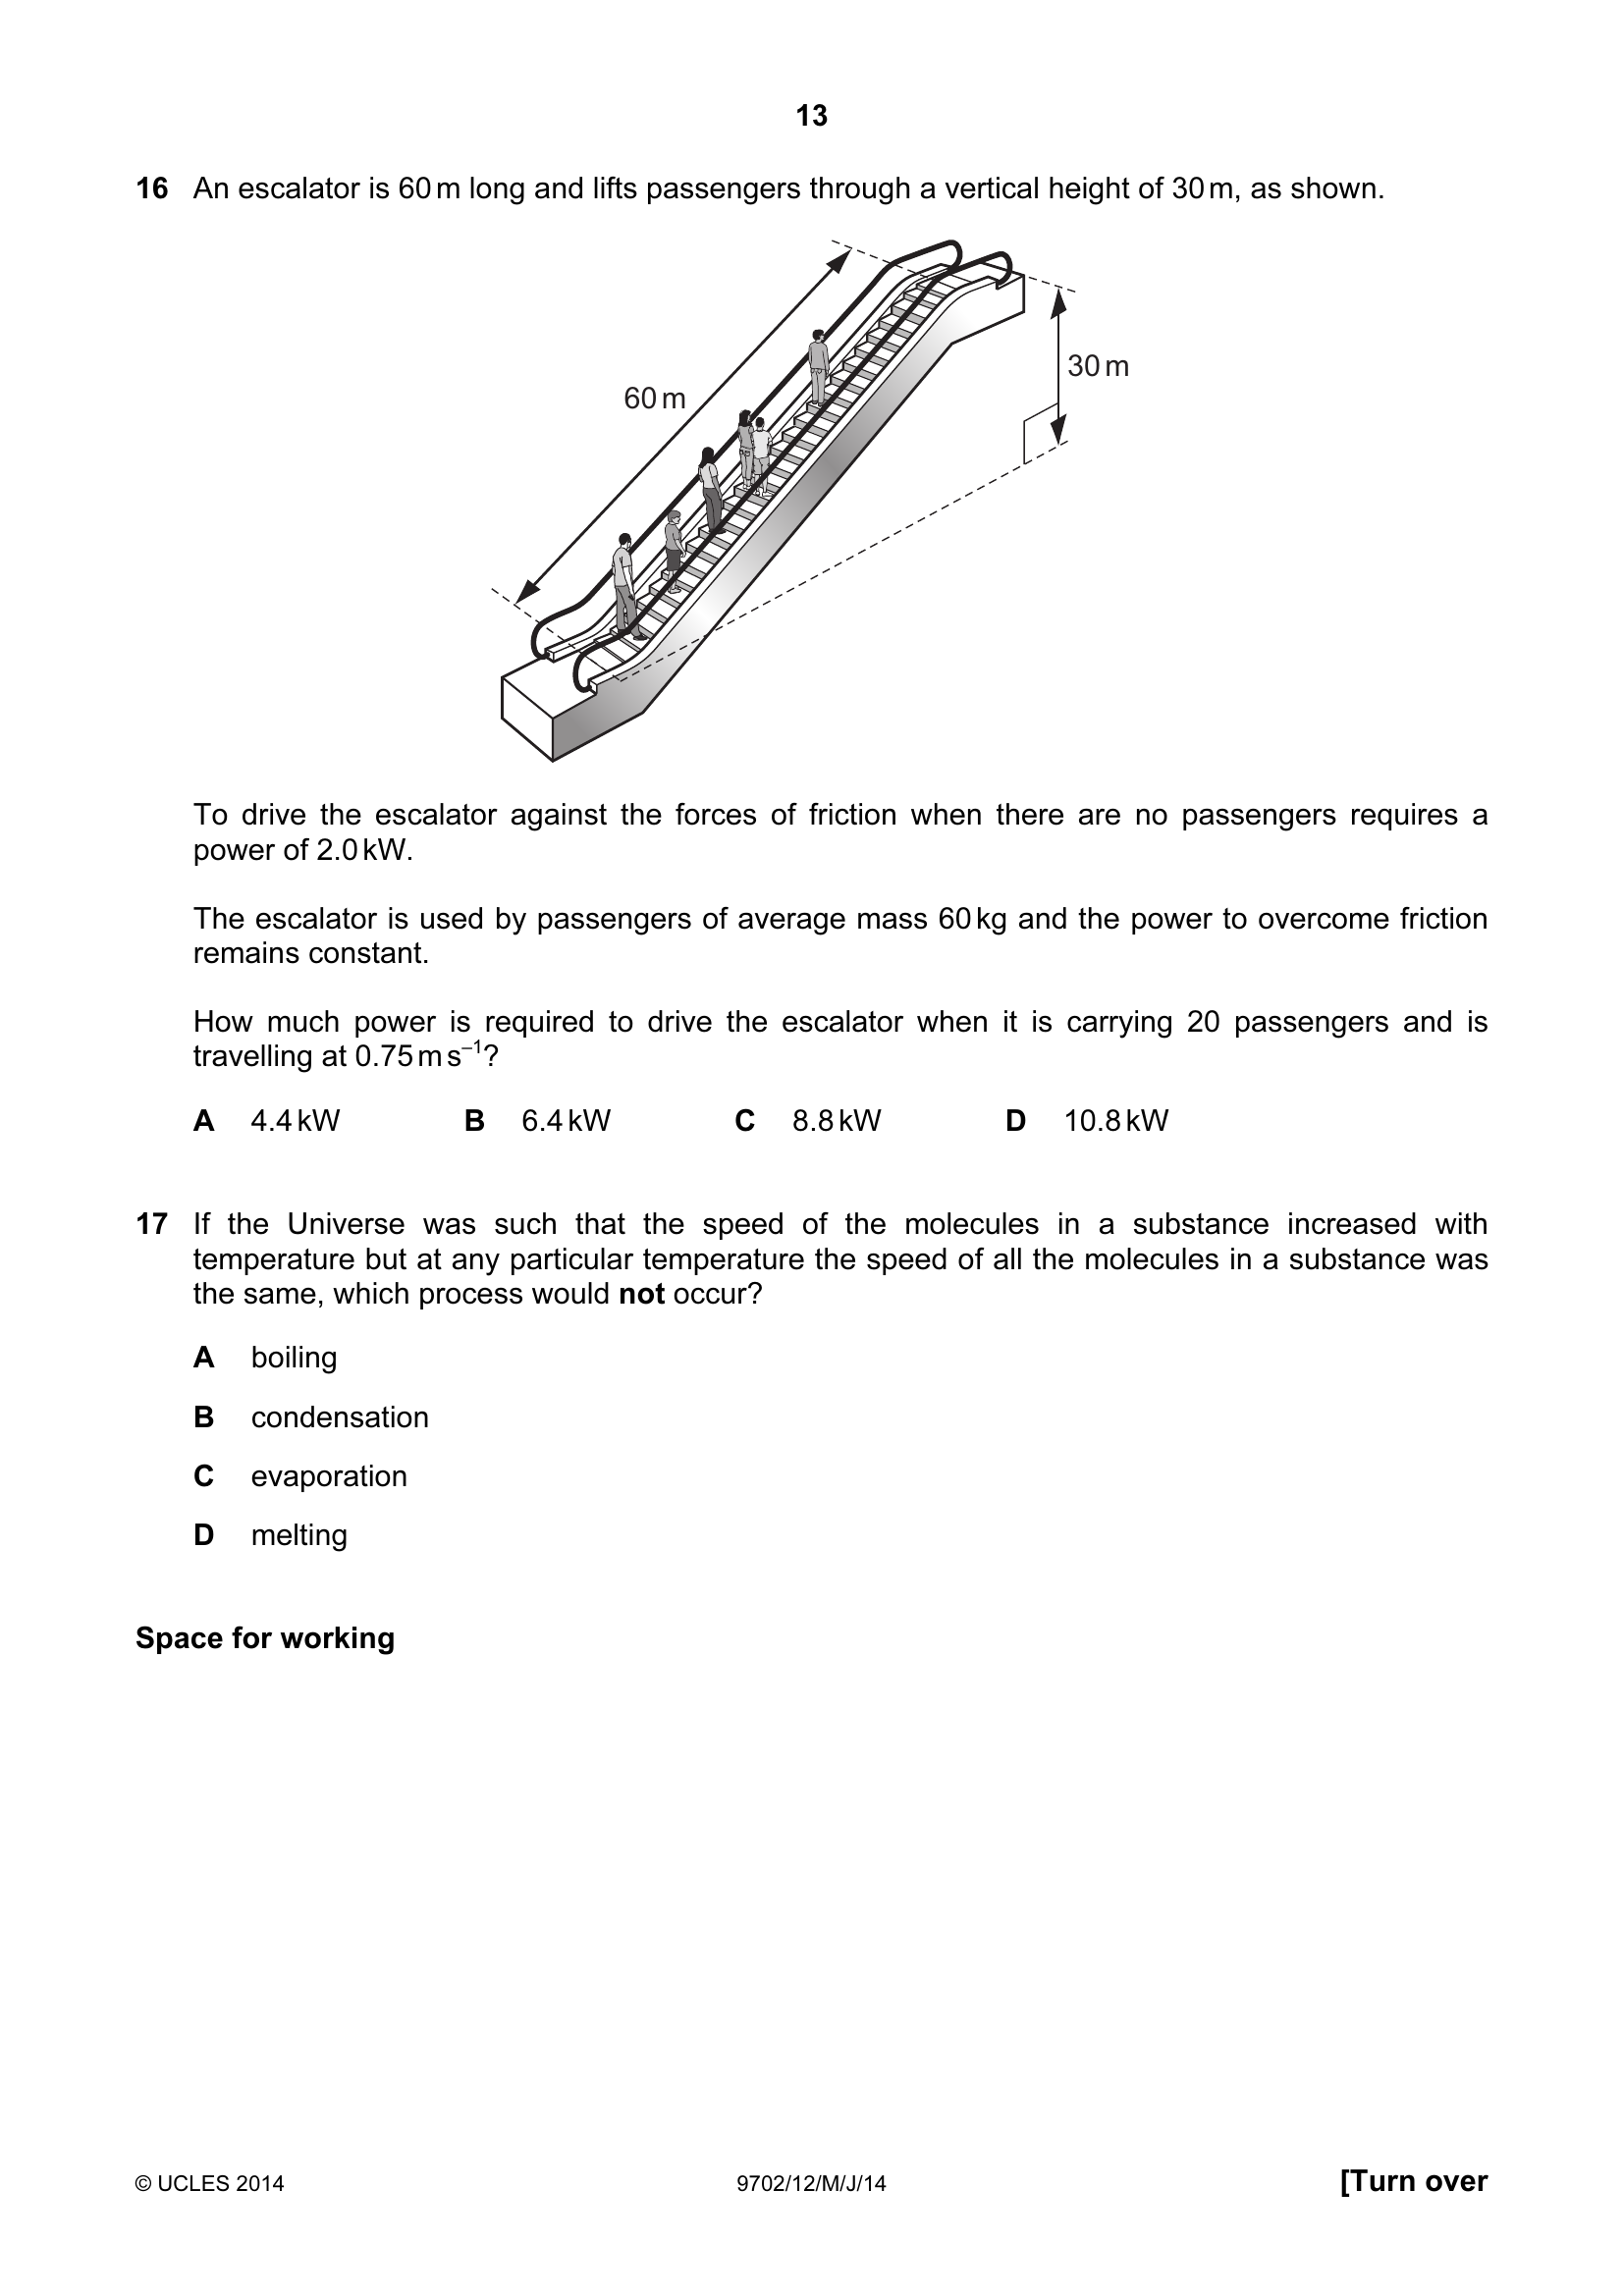 13
16 An escalator is 60 m long and lifts passengers through a vertical height of 30 m, as shown.
60 m
30 m
To drive the escalator against the forces of friction when there are no passengers requires a
power of 2.0 kW.
The escalator is used by passengers of average mass 60 kg and the power to overcome friction
remains constant.
How much power is required to drive the escalator when it is carrying 20 passengers and is
travelling at 0.75 m s⁻¹?
A 4.4 kW B 6.4 kW C 8.8 kW D 10.8 kW
17 If the Universe was such that the speed of the molecules in a substance increased with
temperature but at any particular temperature the speed of all the molecules in a substance was
the same, which process would not occur?
A boiling
B condensation
C evaporation
D melting
Space for working
© UCLES 2014 9702/12/M/J/14 [Turn over